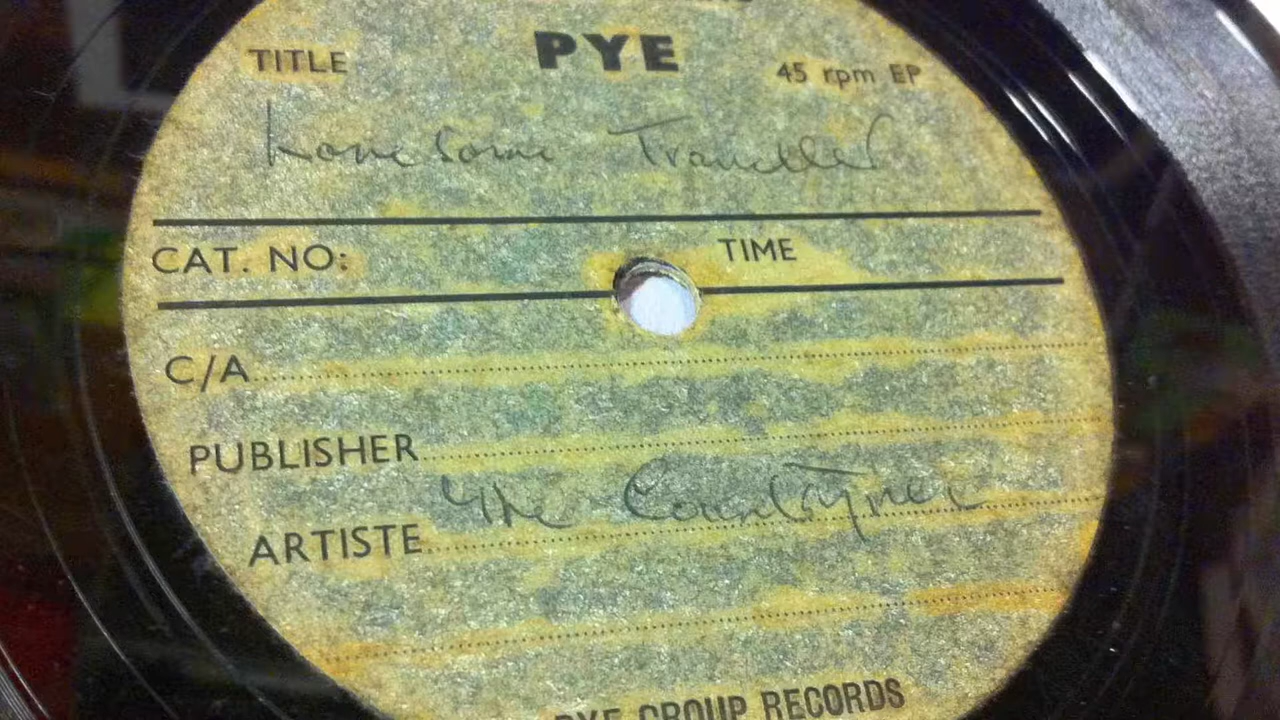 TITLE PYE 45 rpm EP
Lonesome Traveller
CAT. NO: TIME
C/A
PUBLISHER
ARTISTE The Countrymen
PYE GROUP RECORDS